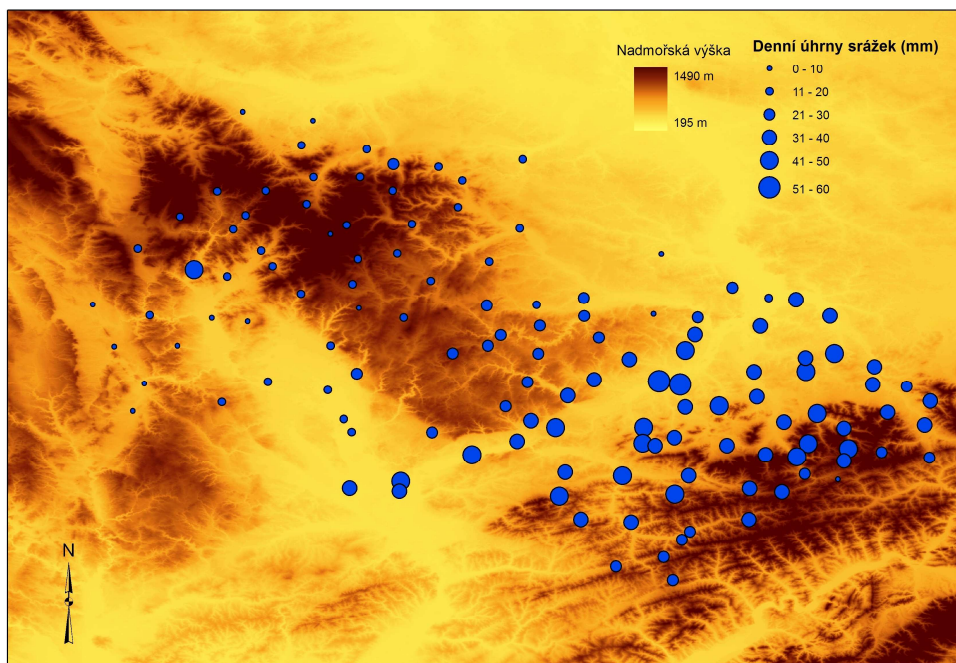 Nadmořská výška
1490 m
195 m
Denní úhrny srážek (mm)
0 - 10
11 - 20
21 - 30
31 - 40
41 - 50
51 - 60
N